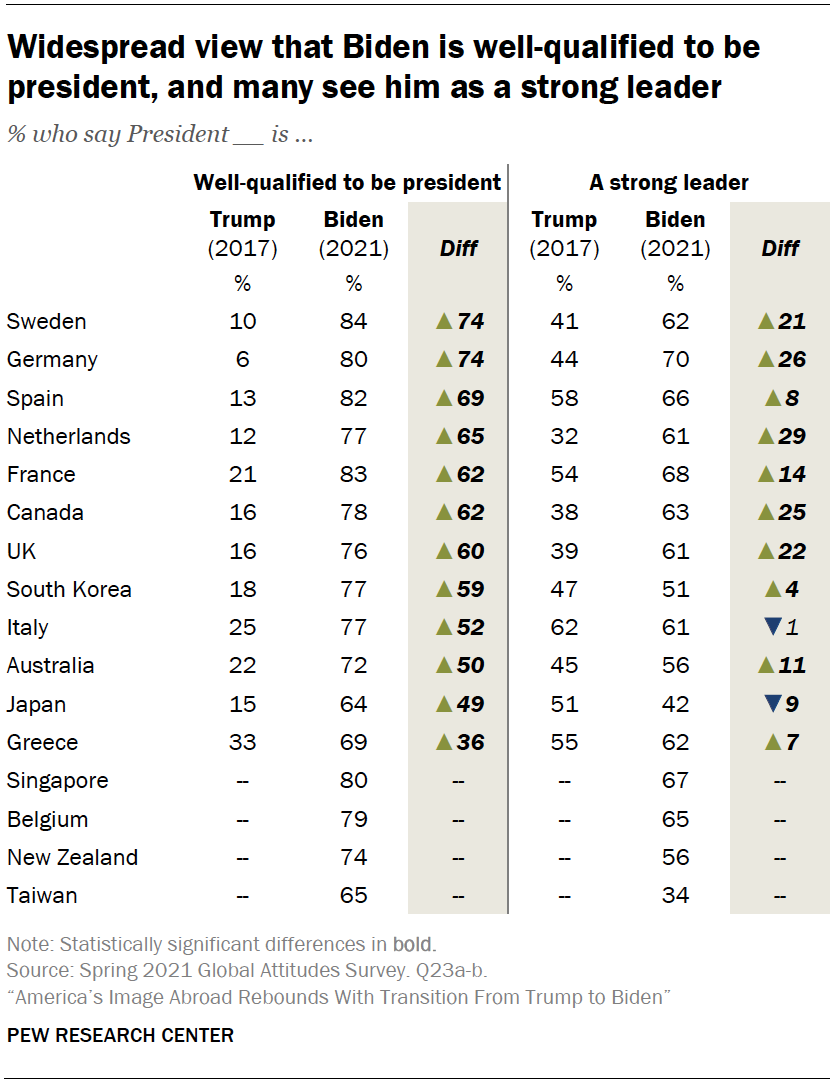 Widespread view that Biden is well-qualified to be
president, and many see him as a strong leader
% who say President __ is ...
Well-qualified to be president A strong leader
Trump Biden Diff Trump Biden Diff
(2017) (2021) (2017) (2021)
% % % %
Sweden 10 84 ▲74 41 62 ▲21
Germany 6 80 ▲74 44 70 ▲26
Spain 13 82 ▲69 58 66 ▲8
Netherlands 12 77 ▲65 32 61 ▲29
France 21 83 ▲62 54 68 ▲14
Canada 16 78 ▲62 38 63 ▲25
UK 16 76 ▲60 39 61 ▲22
South Korea 18 77 ▲59 47 51 ▲4
Italy 25 77 ▲52 62 61 ▼1
Australia 22 72 ▲50 45 56 ▲11
Japan 15 64 ▲49 51 42 ▼9
Greece 33 69 ▲36 55 62 ▲7
Singapore -- 80 -- -- 67 --
Belgium -- 79 -- -- 65 --
New Zealand -- 74 -- -- 56 --
Taiwan -- 65 -- -- 34 --
Note: Statistically significant differences in bold.
Source: Spring 2021 Global Attitudes Survey. Q23a-b.
“America’s Image Abroad Rebounds With Transition From Trump to Biden”
PEW RESEARCH CENTER